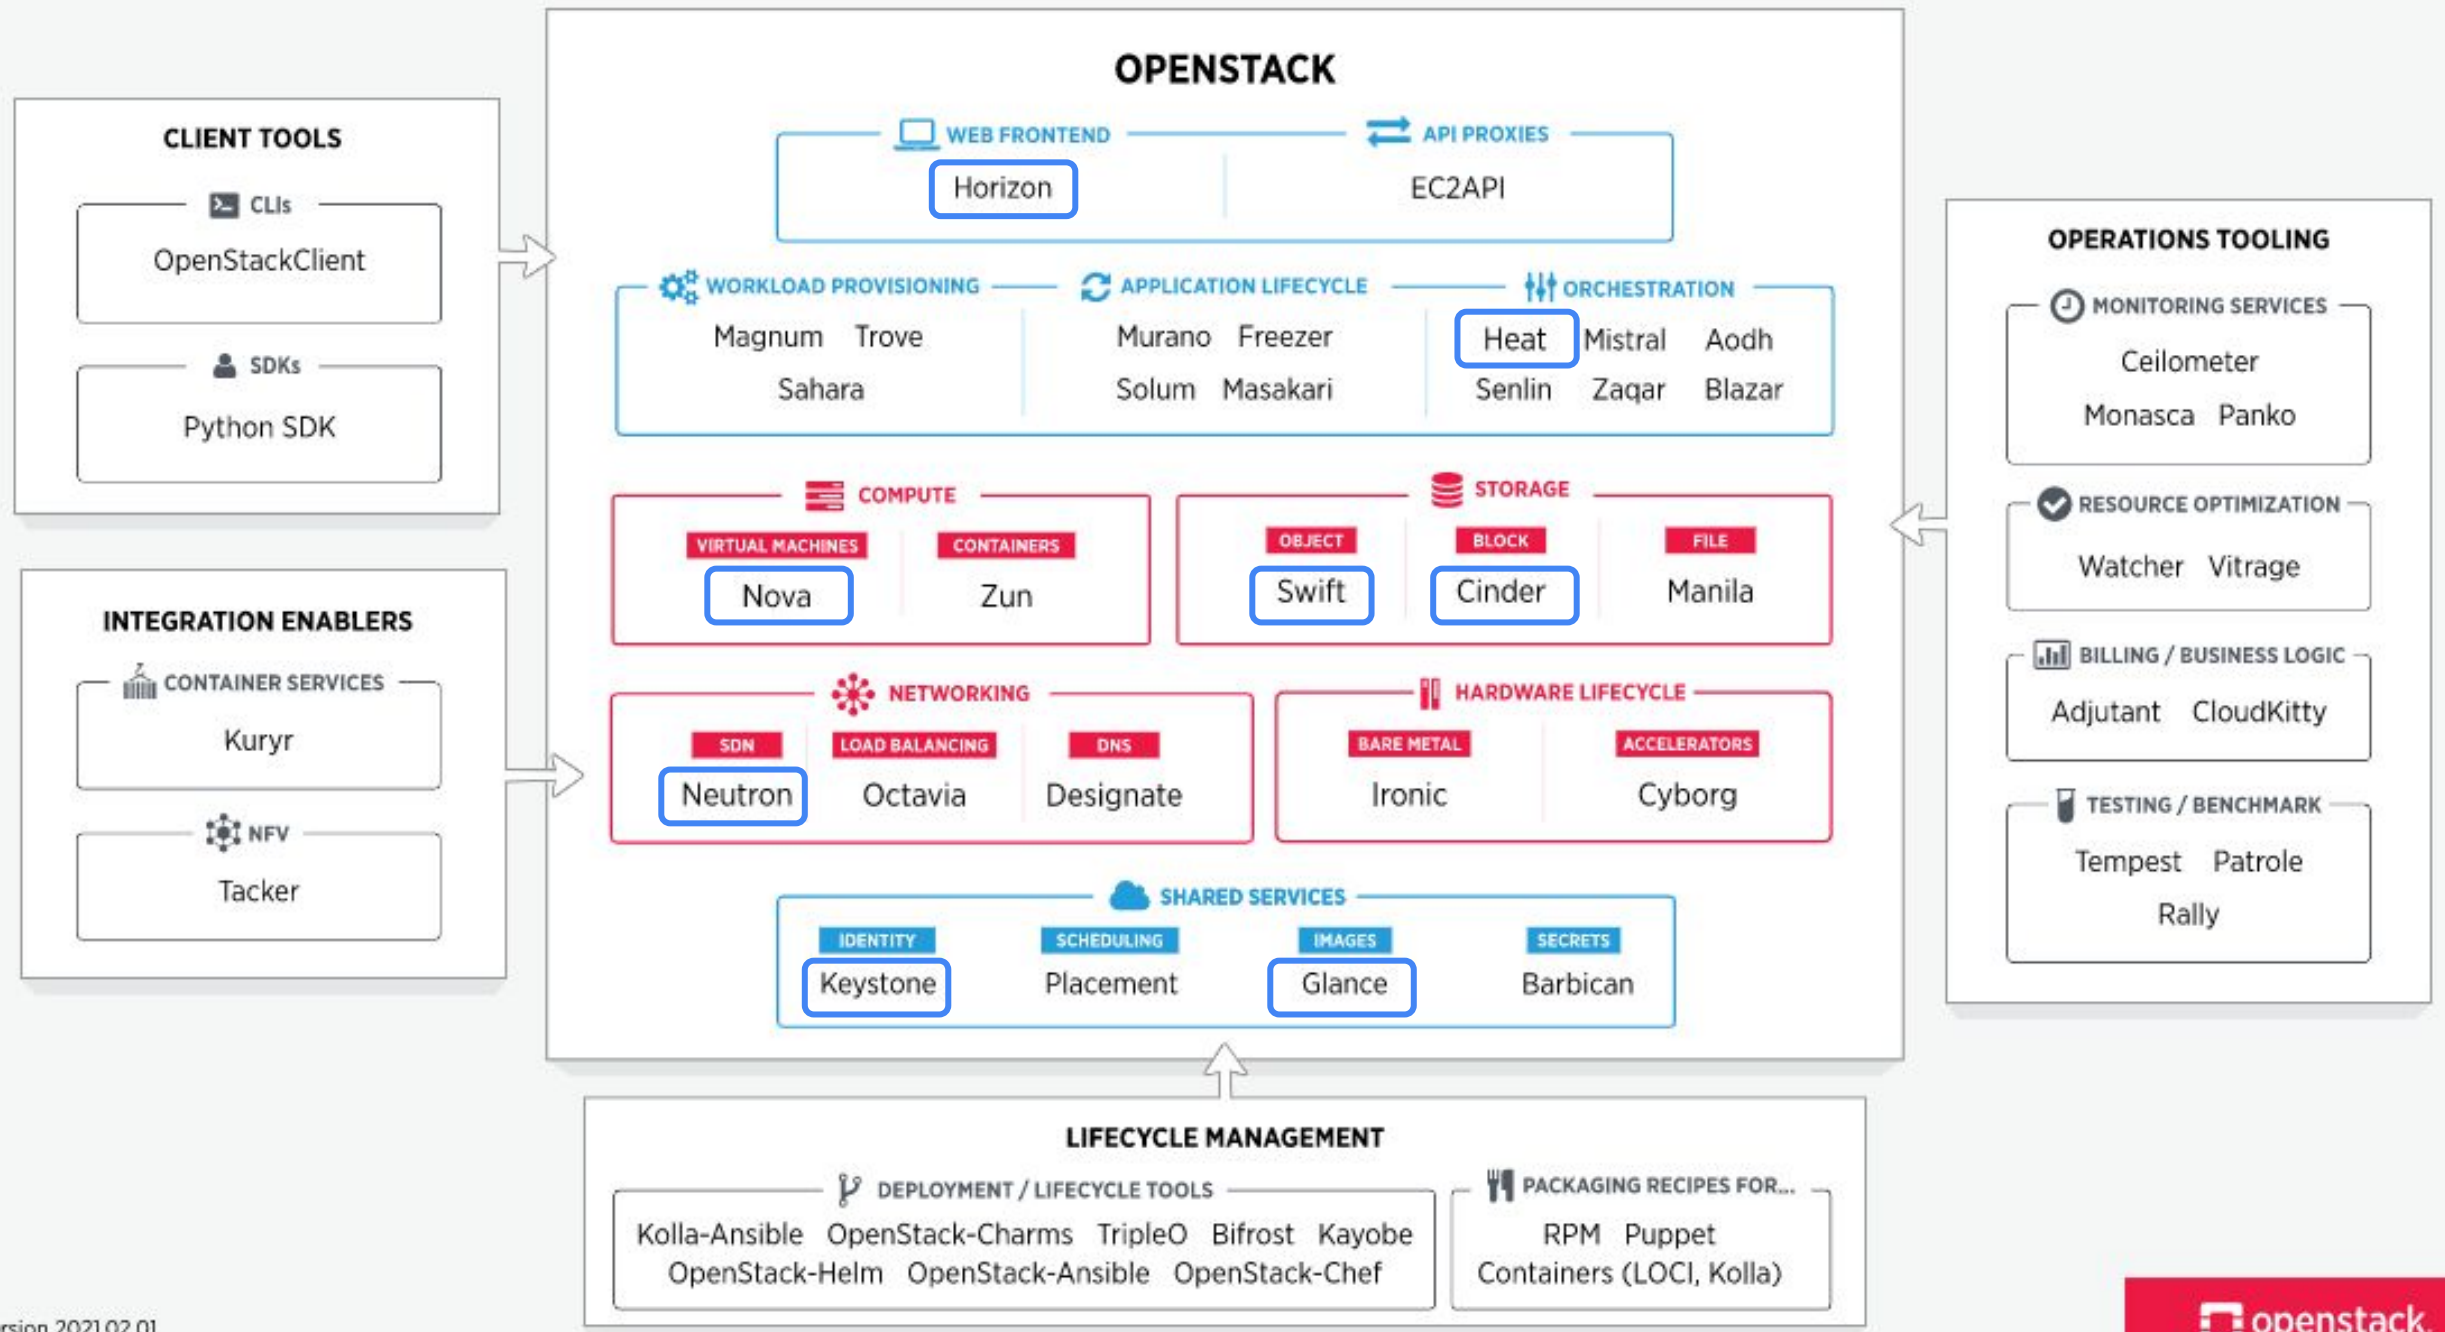 OPENSTACK
WEB FRONTEND
Horizon
API PROXIES
EC2API
WORKLOAD PROVISIONING
Magnum Trove
Sahara
APPLICATION LIFECYCLE
Murano Freezer
Solum Masakari
ORCHESTRATION
Heat Mistral Aodh
Senlin Zaqar Blazar
COMPUTE
VIRTUAL MACHINES
Nova
CONTAINERS
Zun
STORAGE
OBJECT
Swift
BLOCK
Cinder
FILE
Manila
NETWORKING
SDN
Neutron
LOAD BALANCING
Octavia
DNS
Designate
HARDWARE LIFECYCLE
BARE METAL
Ironic
ACCELERATORS
Cyborg
SHARED SERVICES
IDENTITY
Keystone
SCHEDULING
Placement
IMAGES
Glance
SECRETS
Barbican
CLIENT TOOLS
CLIs
OpenStackClient
SDKs
Python SDK
INTEGRATION ENABLERS
CONTAINER SERVICES
Kuryr
NFV
Tacker
OPERATIONS TOOLING
MONITORING SERVICES
Ceilometer
Monasca Panko
RESOURCE OPTIMIZATION
Watcher Vitrage
BILLING / BUSINESS LOGIC
Adjutant CloudKitty
TESTING / BENCHMARK
Tempest Patrole
Rally
LIFECYCLE MANAGEMENT
DEPLOYMENT / LIFECYCLE TOOLS
Kolla-Ansible OpenStack-Charms TripleO Bifrost Kayobe
OpenStack-Helm OpenStack-Ansible OpenStack-Chef
PACKAGING RECIPES FOR...
RPM Puppet
Containers (LOCI, Kolla)
2021.02.01
openstack.